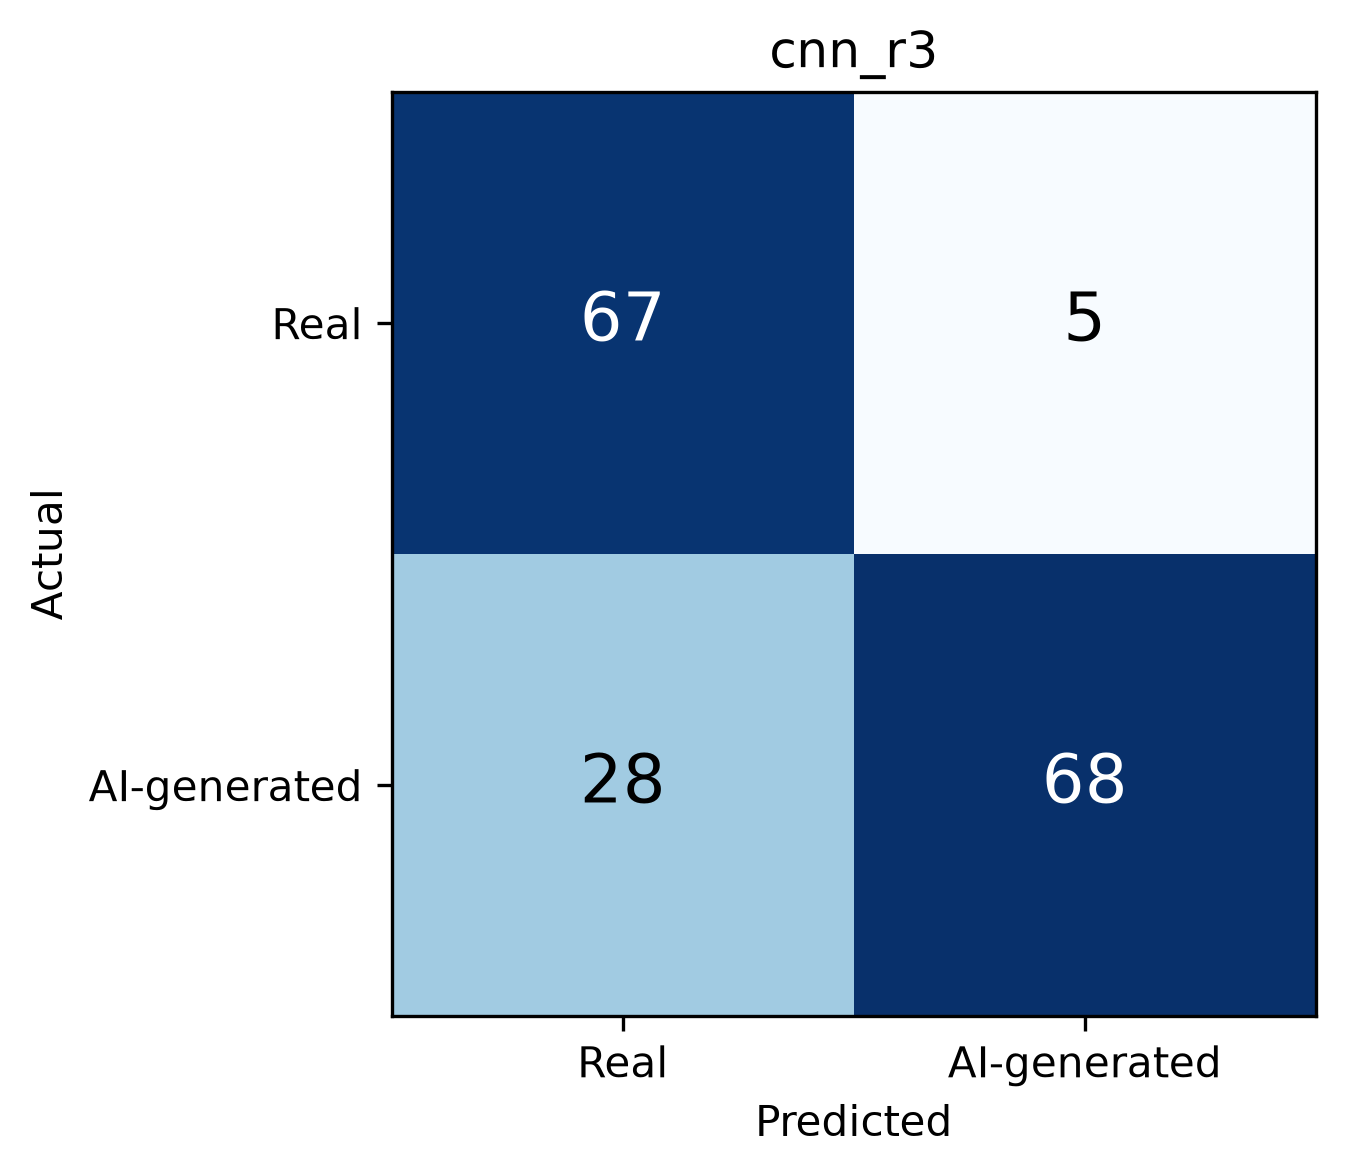 cnn_r3
Actual
Real
67
5
AI-generated
28
68
Real
AI-generated
Predicted